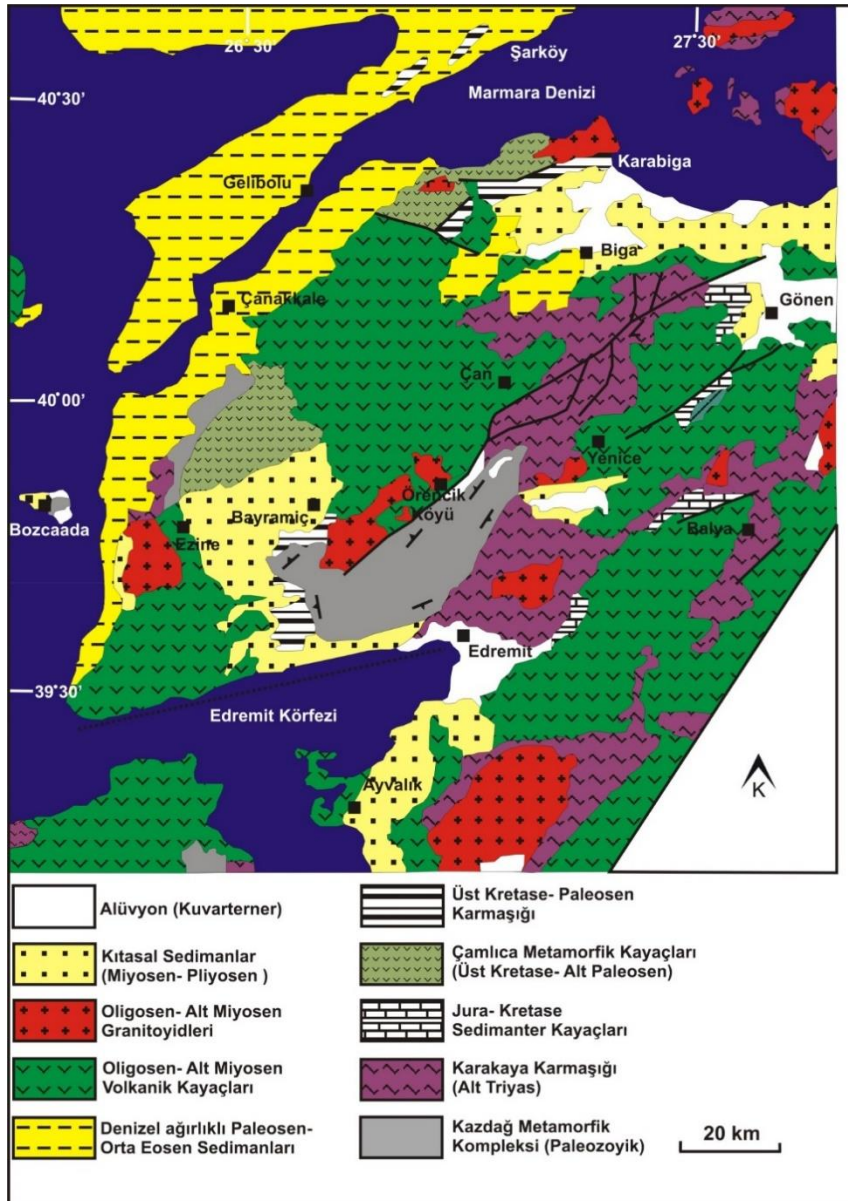 26˚ 30'
27˚30'
Şarköy
40˚30'
Marmara Denizi
Karabiga
Gelibolu
Biga
Çanakkale
Gönen
Çan
40˚00'
Yenice
Örencik
Köyü
Bayramiç
Bozcaada
Ezine
Balya
Edremit
39˚30'
Edremit Körfezi
K
Ayvalık
Alüvyon (Kuvarterner)
Kıtasal Sedimanlar
(Miyosen- Pliyosen )
Oligosen- Alt Miyosen
Granitoyidleri
Oligosen- Alt Miyosen
Volkanik Kayaçları
Denizel ağırlıklı Paleosen-
Orta Eosen Sedimanları
Üst Kretase- Paleosen
Karmaşığı
Çamlıca Metamorfik Kayaçları
(Üst Kretase- Alt Paleosen)
Jura- Kretase
Sedimanter Kayaçları
Karakaya Karmaşığı
(Alt Triyas)
Kazdağ Metamorfik
Kompleksi (Paleozoyik)
20 km